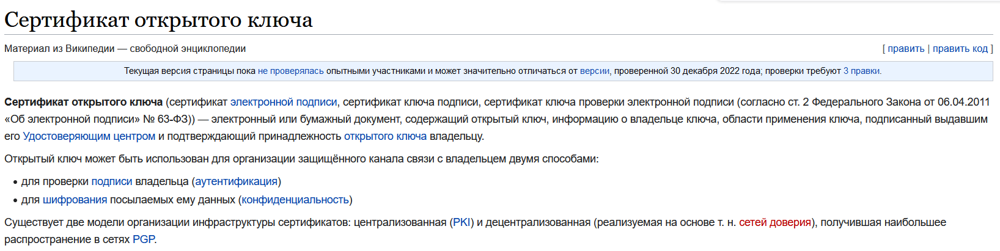 Сертификат открытого ключа
Материал из Википедии — свободной энциклопедии
[ править | править код ]
Текущая версия страницы пока не проверялась опытными участниками и может значительно отличаться от версии, проверенной 30 декабря 2022 года; проверки требуют 3 правки.
Сертификат открытого ключа (сертификат электронной подписи, сертификат ключа подписи, сертификат ключа проверки электронной подписи (согласно ст. 2 Федерального Закона от 06.04.2011
«Об электронной подписи» № 63-ФЗ)) — электронный или бумажный документ, содержащий открытый ключ, информацию о владельце ключа, области применения ключа, подписанный выдавшим
его Удостоверяющим центром и подтверждающий принадлежность открытого ключа владельцу.
Открытый ключ может быть использован для организации защищённого канала связи с владельцем двумя способами:
• для проверки подписи владельца (аутентификация)
• для шифрования посылаемых ему данных (конфиденциальность)
Существует две модели организации инфраструктуры сертификатов: централизованная (PKI) и децентрализованная (реализуемая на основе т. н. сетей доверия), получившая наибольшее
распространение в сетях PGP.